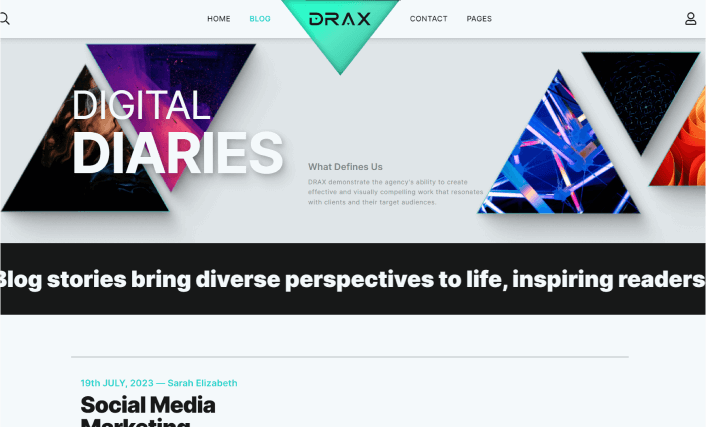 HOME BLOG DRAX CONTACT PAGES
DIGITAL
DIARIES
What Defines Us
DRAX demonstrate the agency's ability to create
effective and visually compelling work that resonates
with clients and their target audiences.
Blog stories bring diverse perspectives to life, inspiring readers
19th JULY, 2023 — Sarah Elizabeth
Social Media
Marketing